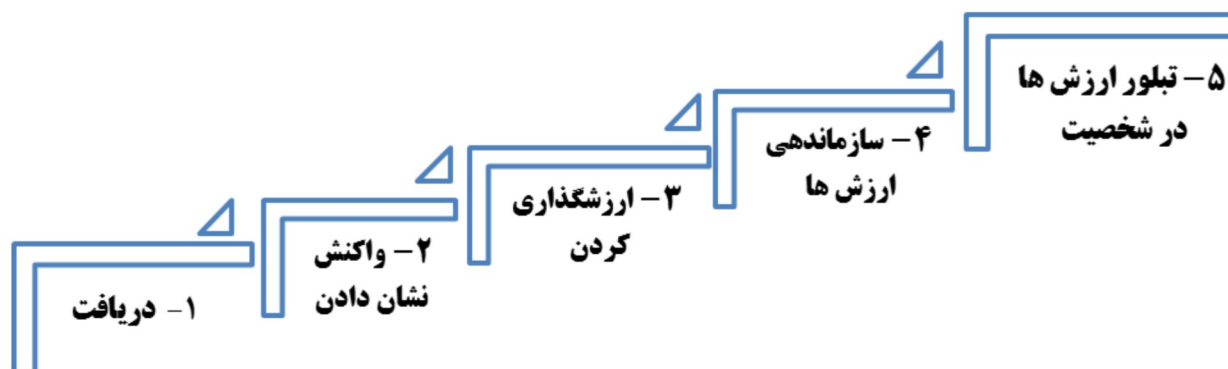 ۱- دریافت
۲- واکنش
نشان دادن
۳- ارزشگذاری
کردن
۴- سازماندهی
ارزش ها
۵- تبلور ارزش ها
در شخصیت